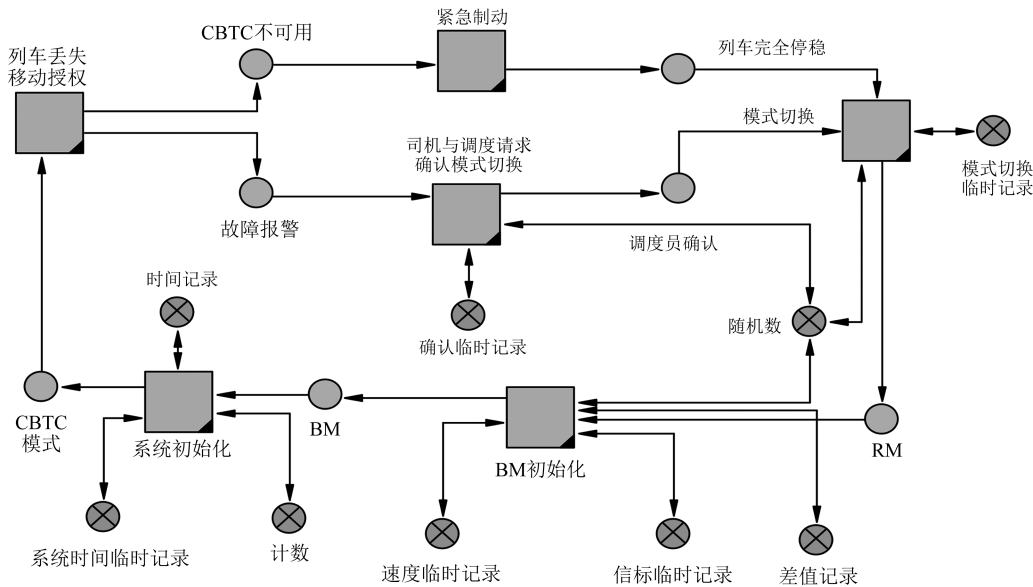 紧急制动
CBTC不可用
列车完全停稳
列车丢失
移动授权
模式切换
司机与调度请求
确认模式切换
模式切换
临时记录
故障报警
调度员确认
时间记录
随机数
确认临时记录
CBTC
模式
BM
系统初始化
RM
BM初始化
系统时间临时记录
计数
速度临时记录
信标临时记录
差值记录